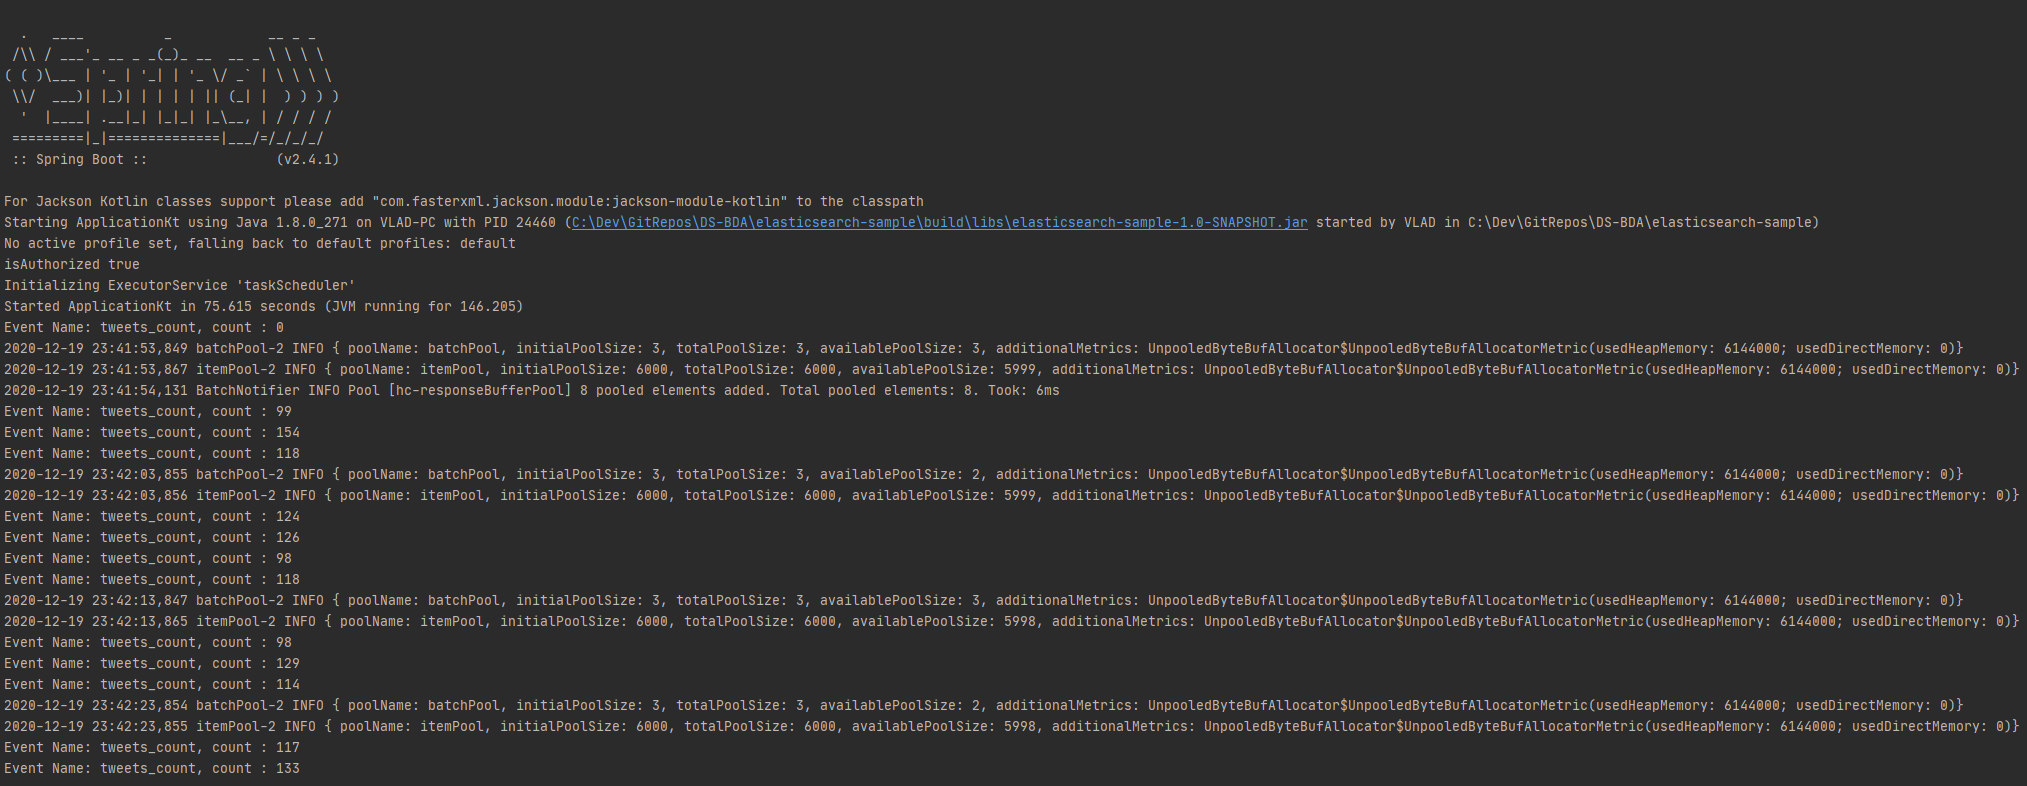 .   ____          _            __ _ _
 /\\ / ___'_ __ _ _(_)_ __  __ _ \ \ \ \
( ( )\___ | '_ | '_| | '_ \/ _` | \ \ \ \
 \\/  ___)| |_)| | | | | || (_| |  ) ) ) )
  '  |____| .__|_| |_|_| |_\__, | / / / /
 =========|_|==============|___/=/_/_/_/
 :: Spring Boot ::                (v2.4.1)
For Jackson Kotlin classes support please add "com.fasterxml.jackson.module:jackson-module-kotlin" to the classpath
Starting ApplicationKt using Java 1.8.0_271 on VLAD-PC with PID 24460 (C:\Dev\GitRepos\DS-BDA\elasticsearch-sample\build\libs\elasticsearch-sample-1.0-SNAPSHOT.jar started by VLAD in C:\Dev\GitRepos\DS-BDA\elasticsearch-sample)
No active profile set, falling back to default profiles: default
isAuthorized true
Initializing ExecutorService 'taskScheduler'
Started ApplicationKt in 75.615 seconds (JVM running for 146.205)
Event Name: tweets_count, count : 0
2020-12-19 23:41:53,849 batchPool-2 INFO { poolName: batchPool, initialPoolSize: 3, totalPoolSize: 3, availablePoolSize: 3, additionalMetrics: UnpooledByteBufAllocator$UnpooledByteBufAllocatorMetric(usedHeapMemory: 6144000; usedDirectMemory: 0)}
2020-12-19 23:41:53,867 itemPool-2 INFO { poolName: itemPool, initialPoolSize: 6000, totalPoolSize: 6000, availablePoolSize: 5999, additionalMetrics: UnpooledByteBufAllocator$UnpooledByteBufAllocatorMetric(usedHeapMemory: 6144000; usedDirectMemory: 0)}
2020-12-19 23:41:54,131 BatchNotifier INFO Pool [hc-responseBufferPool] 8 pooled elements added. Total pooled elements: 8. Took: 6ms
Event Name: tweets_count, count : 99
Event Name: tweets_count, count : 154
Event Name: tweets_count, count : 118
2020-12-19 23:42:03,855 batchPool-2 INFO { poolName: batchPool, initialPoolSize: 3, totalPoolSize: 3, availablePoolSize: 2, additionalMetrics: UnpooledByteBufAllocator$UnpooledByteBufAllocatorMetric(usedHeapMemory: 6144000; usedDirectMemory: 0)}
2020-12-19 23:42:03,856 itemPool-2 INFO { poolName: itemPool, initialPoolSize: 6000, totalPoolSize: 6000, availablePoolSize: 5999, additionalMetrics: UnpooledByteBufAllocator$UnpooledByteBufAllocatorMetric(usedHeapMemory: 6144000; usedDirectMemory: 0)}
Event Name: tweets_count, count : 124
Event Name: tweets_count, count : 126
Event Name: tweets_count, count : 98
Event Name: tweets_count, count : 118
2020-12-19 23:42:13,847 batchPool-2 INFO { poolName: batchPool, initialPoolSize: 3, totalPoolSize: 3, availablePoolSize: 3, additionalMetrics: UnpooledByteBufAllocator$UnpooledByteBufAllocatorMetric(usedHeapMemory: 6144000; usedDirectMemory: 0)}
2020-12-19 23:42:13,865 itemPool-2 INFO { poolName: itemPool, initialPoolSize: 6000, totalPoolSize: 6000, availablePoolSize: 5998, additionalMetrics: UnpooledByteBufAllocator$UnpooledByteBufAllocatorMetric(usedHeapMemory: 6144000; usedDirectMemory: 0)}
Event Name: tweets_count, count : 98
Event Name: tweets_count, count : 129
Event Name: tweets_count, count : 114
2020-12-19 23:42:23,854 batchPool-2 INFO { poolName: batchPool, initialPoolSize: 3, totalPoolSize: 3, availablePoolSize: 2, additionalMetrics: UnpooledByteBufAllocator$UnpooledByteBufAllocatorMetric(usedHeapMemory: 6144000; usedDirectMemory: 0)}
2020-12-19 23:42:23,855 itemPool-2 INFO { poolName: itemPool, initialPoolSize: 6000, totalPoolSize: 6000, availablePoolSize: 5998, additionalMetrics: UnpooledByteBufAllocator$UnpooledByteBufAllocatorMetric(usedHeapMemory: 6144000; usedDirectMemory: 0)}
Event Name: tweets_count, count : 117
Event Name: tweets_count, count : 133